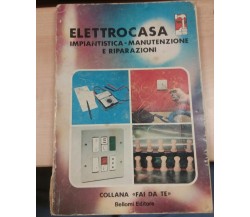 ELETTROCASA
IMPIANTISTICA - MANUTENZIONE
E RIPARAZIONI
COLLANA «FAI DA TE»
Bellomi Editore